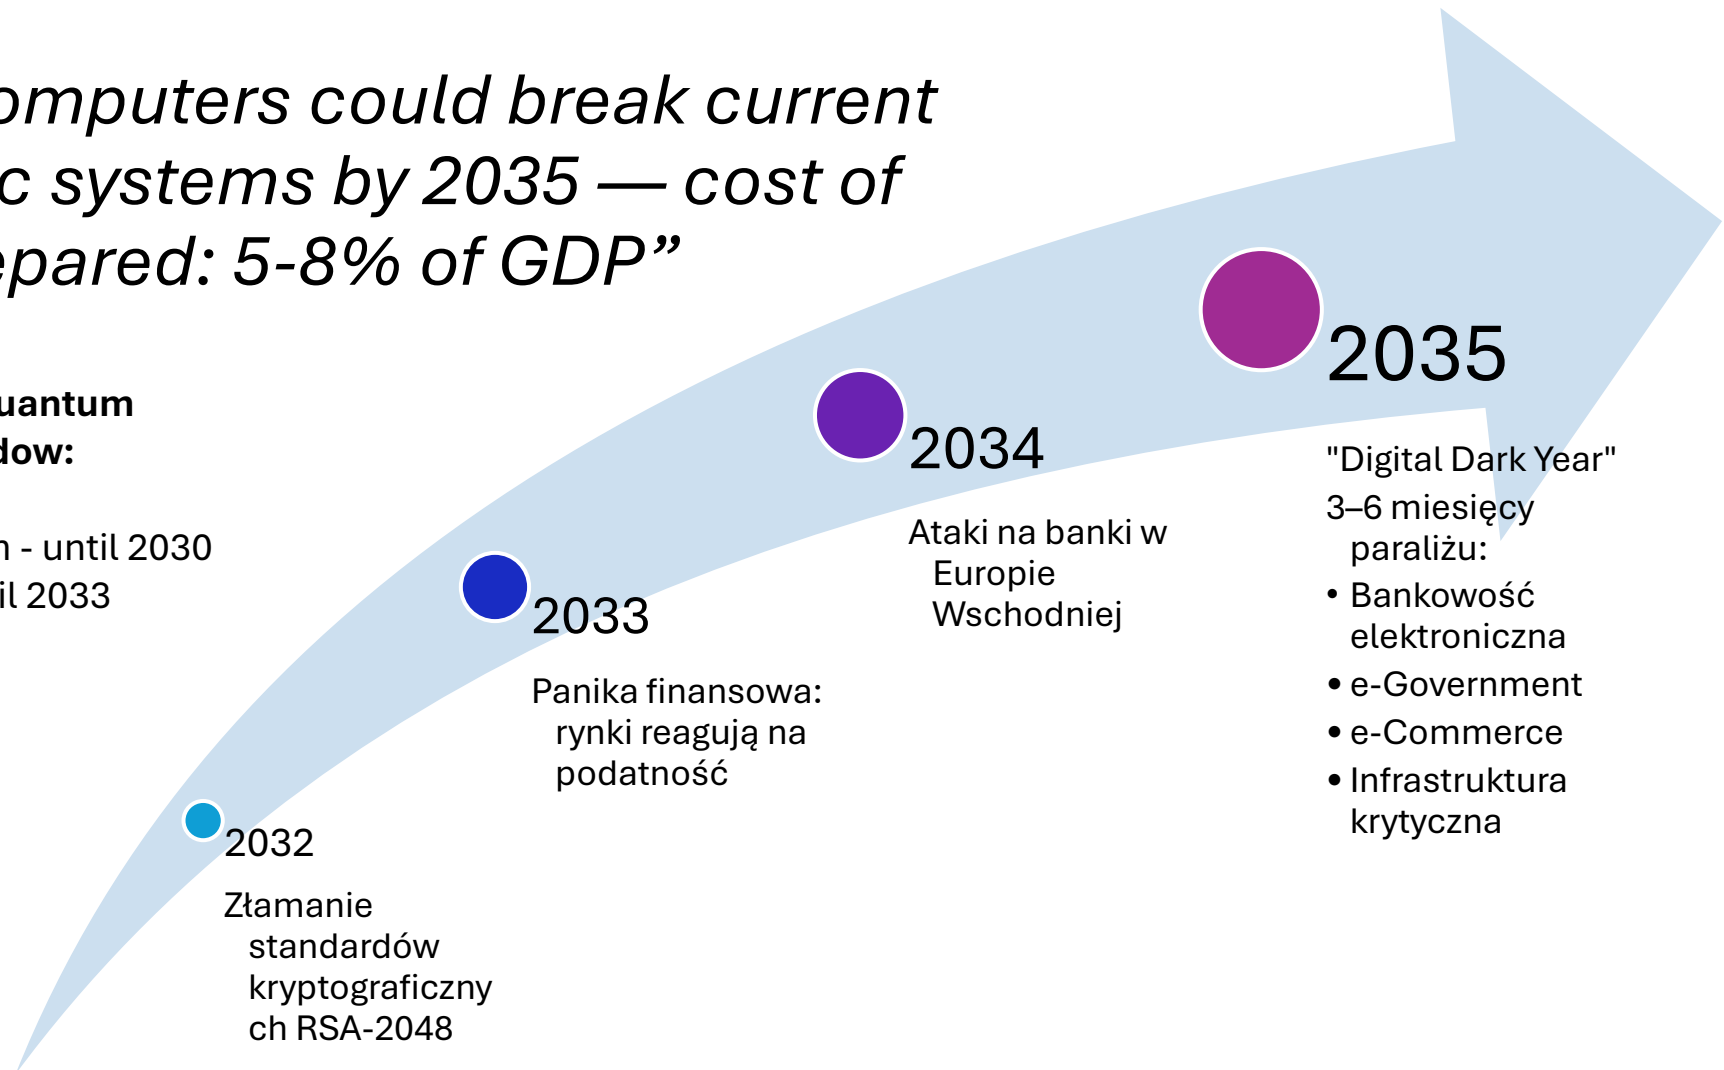 omputers could break current
c systems by 2035 — cost of
epared: 5-8% of GDP”
uantum
dow:
n - until 2030
il 2033
2032
Złamanie
standardów
kryptograficzny
ch RSA-2048
2033
Panika finansowa:
rynki reagują na
podatność
2034
Ataki na banki w
Europie
Wschodniej
2035
"Digital Dark Year"
3–6 miesięcy
paraliżu:
• Bankowość
elektroniczna
• e-Government
• e-Commerce
• Infrastruktura
krytyczna